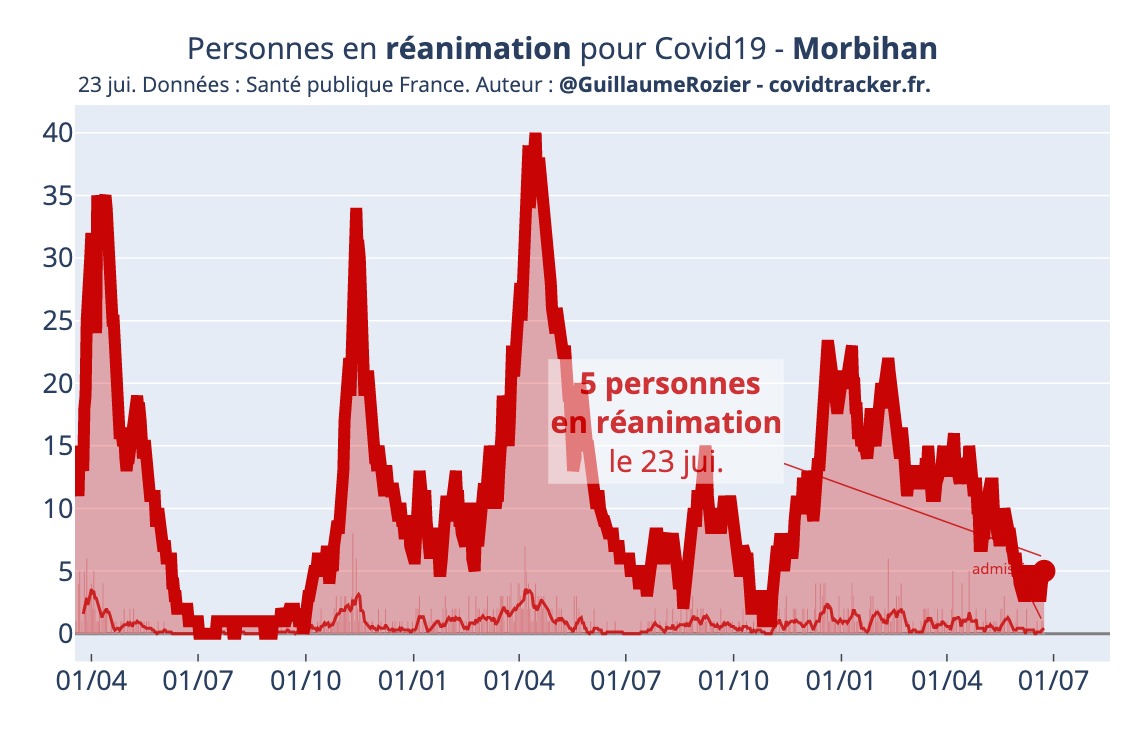 Personnes en réanimation pour Covid19 - Morbihan
23 jui. Données : Santé publique France. Auteur : @GuillaumeRozier - covidtracker.fr.
40
35
30
25
20
15
10
5
0
5 personnes
en réanimation
le 23 jui.
01/04 01/07 01/10 01/01 01/04 01/07 01/10 01/01 01/04 01/07